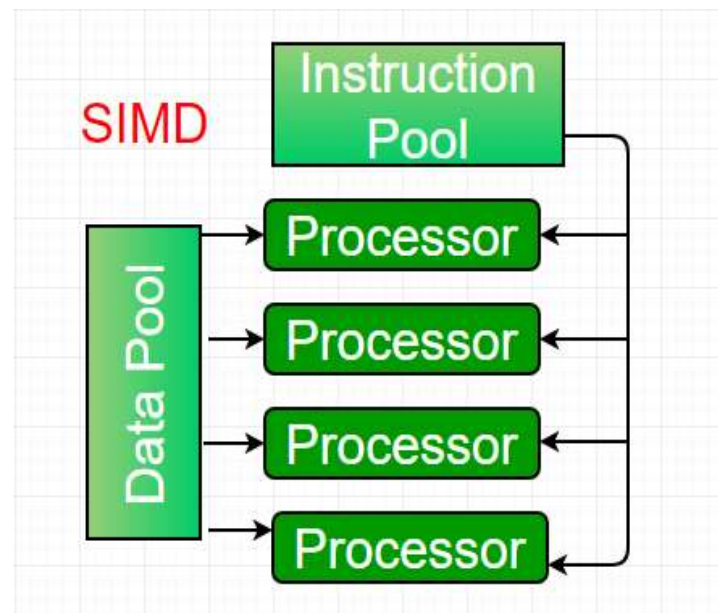 SIMD
Instruction
Pool
Data Pool
Processor
Processor
Processor
Processor